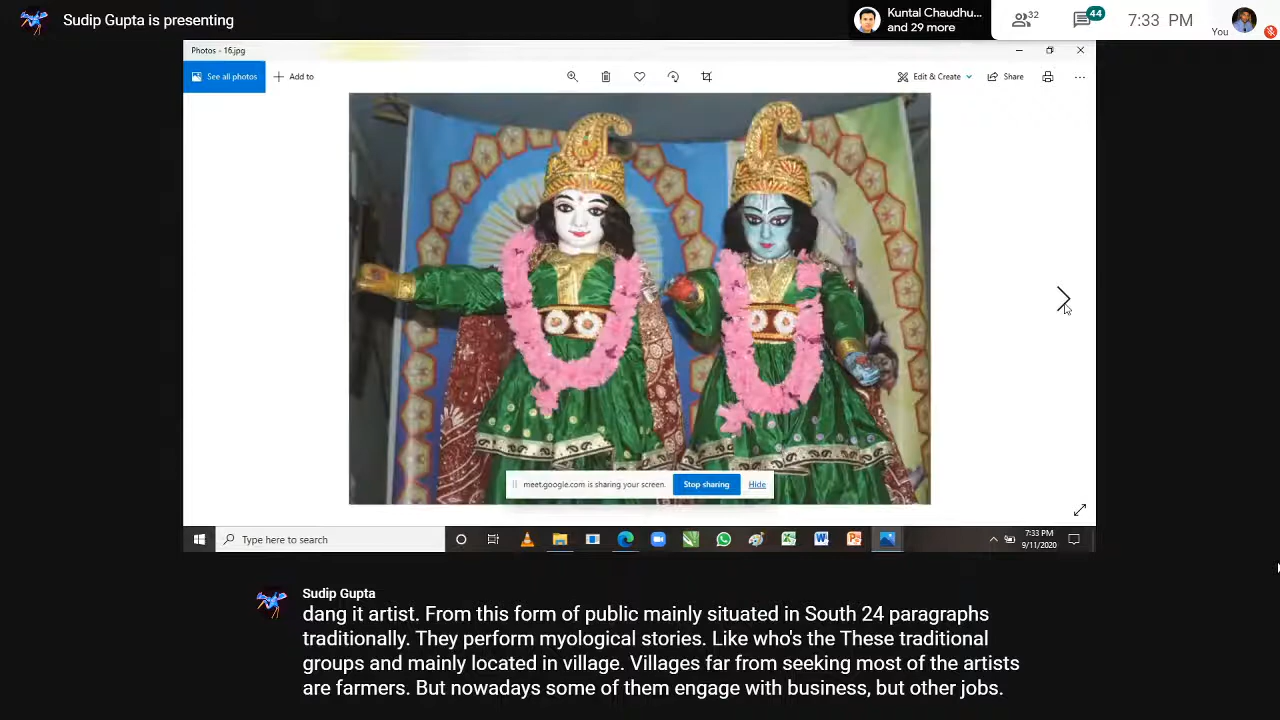 Sudip Gupta is presenting
Kuntal Chaudhu...
and 29 more
32
44
7:33 PM
You
Photos - 16.jpg
See all photos
Add to
Edit & Create
Share
meet.google.com is sharing your screen.
Stop sharing
Hide
Type here to search
7:33 PM
9/11/2020
Sudip Gupta
dang it artist. From this form of public mainly situated in South 24 paragraphs
traditionally. They perform myological stories. Like who's the These traditional
groups and mainly located in village. Villages far from seeking most of the artists
are farmers. But nowadays some of them engage with business, but other jobs.